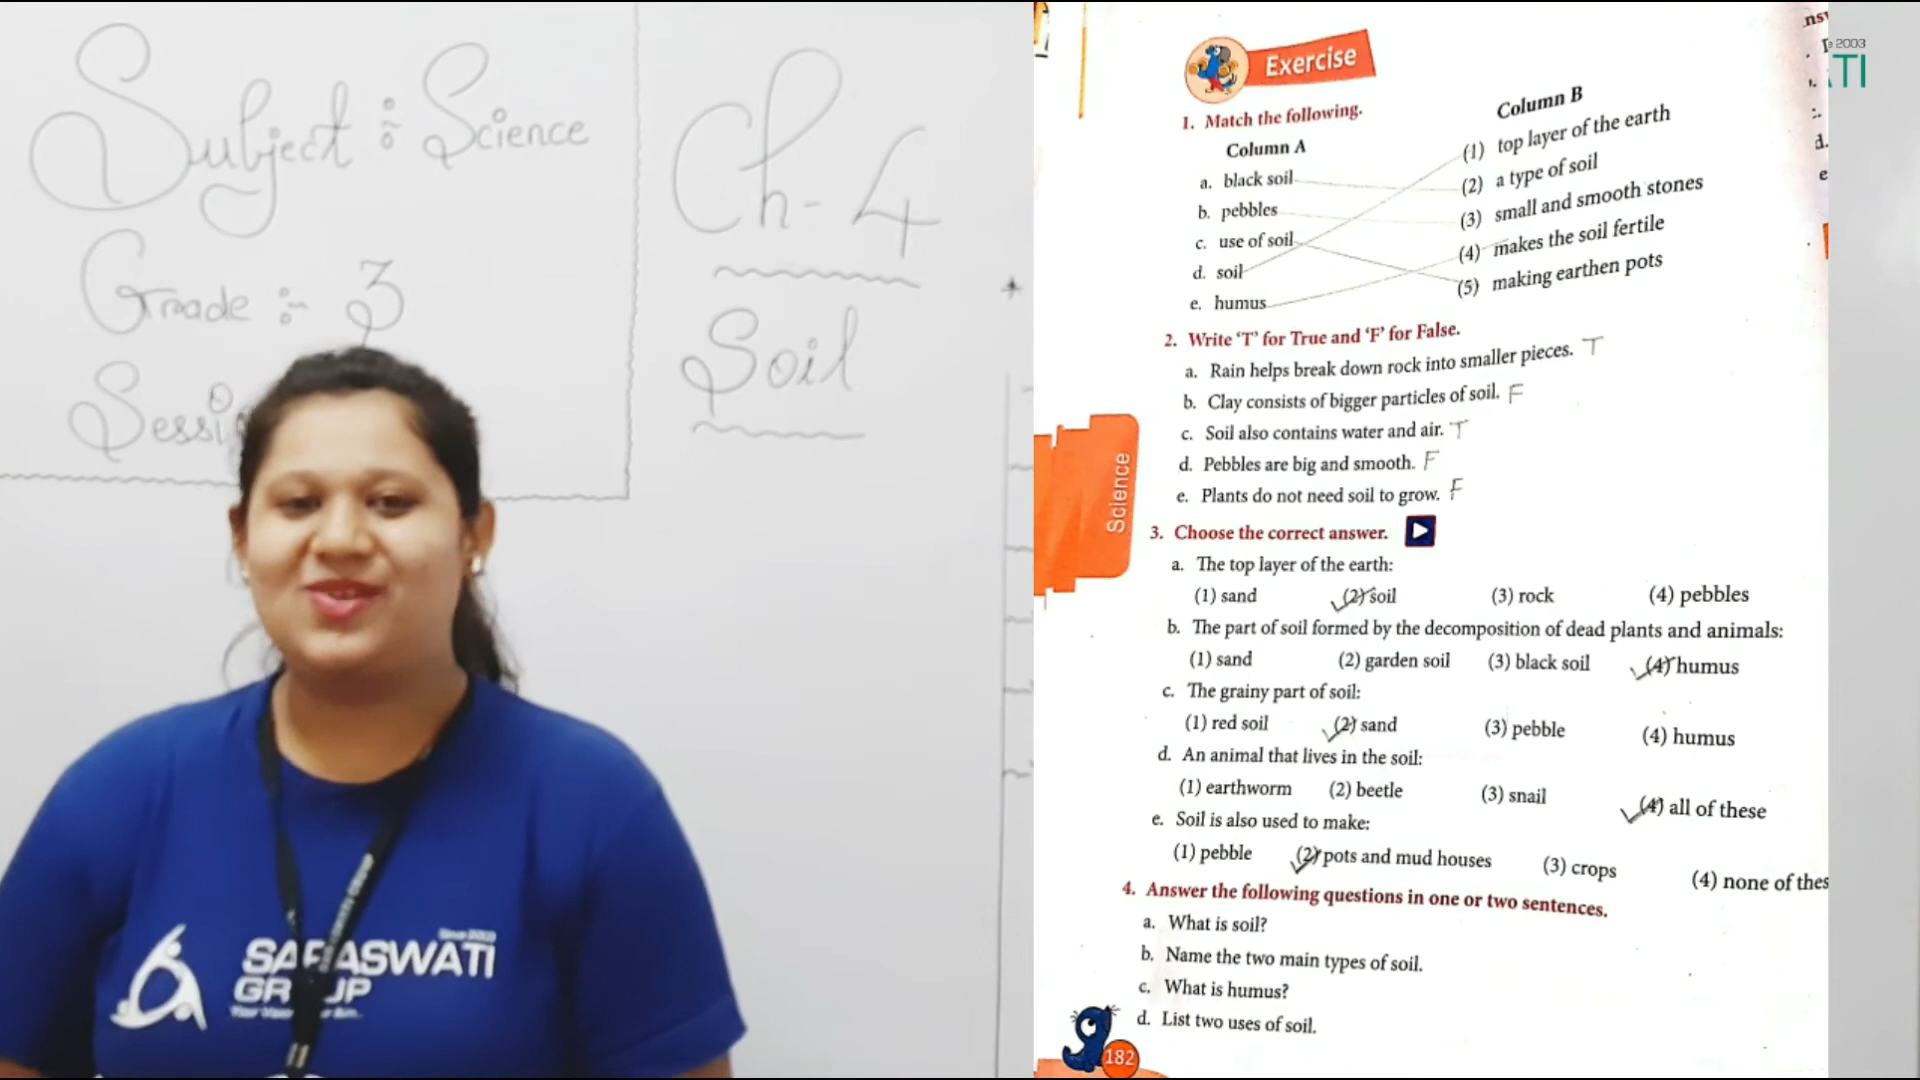 Subject : Science
Grade :- 3
Sessi
Ch-4
Soil
Since 2003
SARASWATI
GROUP
SARASWATI GROUP
Exercise
1. Match the following.
Column A
Column B
a. black soil
(1) top layer of the earth
b. pebbles
(2) a type of soil
c. use of soil
(3) small and smooth stones
d. soil
(4) makes the soil fertile
e. humus
(5) making earthen pots
2. Write ‘T’ for True and ‘F’ for False.
a. Rain helps break down rock into smaller pieces. T
b. Clay consists of bigger particles of soil. F
c. Soil also contains water and air. T
d. Pebbles are big and smooth. F
e. Plants do not need soil to grow. F
3. Choose the correct answer.
a. The top layer of the earth:
(1) sand (2) soil (3) rock (4) pebbles
b. The part of soil formed by the decomposition of dead plants and animals:
(1) sand (2) garden soil (3) black soil (4) humus
c. The grainy part of soil:
(1) red soil (2) sand (3) pebble (4) humus
d. An animal that lives in the soil:
(1) earthworm (2) beetle (3) snail (4) all of these
e. Soil is also used to make:
(1) pebble (2) pots and mud houses (3) crops (4) none of thes
4. Answer the following questions in one or two sentences.
a. What is soil?
b. Name the two main types of soil.
c. What is humus?
d. List two uses of soil.
Science
182
e 2003
ATI
ns
d.
e